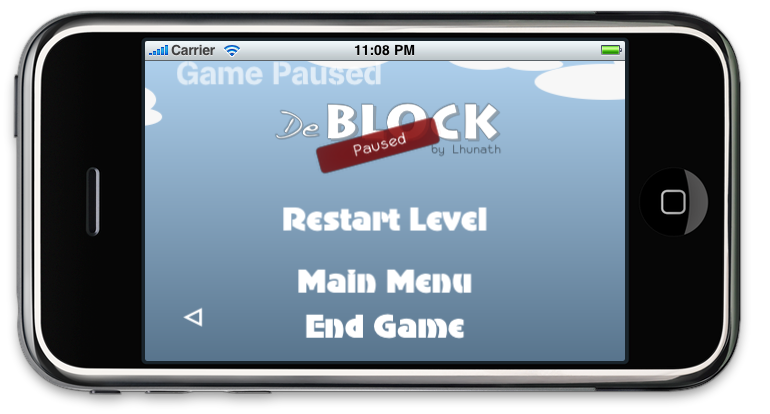 Carrier 11:08 PM
Game Paused
De BLOCK
Paused
by Lhunath
Restart Level
Main Menu
End Game